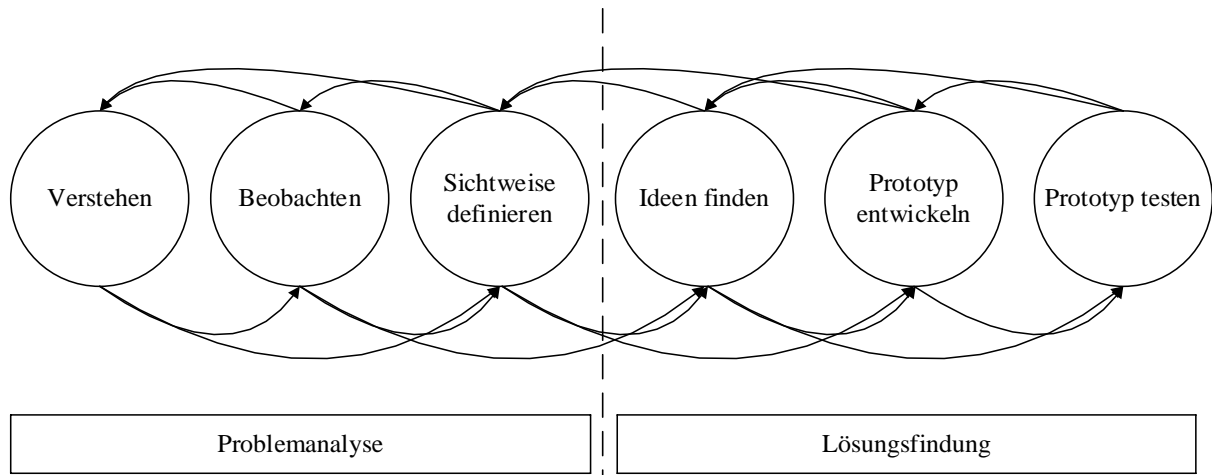 Verstehen
Beobachten
Sichtweise
definieren
Ideen finden
Prototyp
entwickeln
Prototyp testen
Problemanalyse
Lösungsfindung